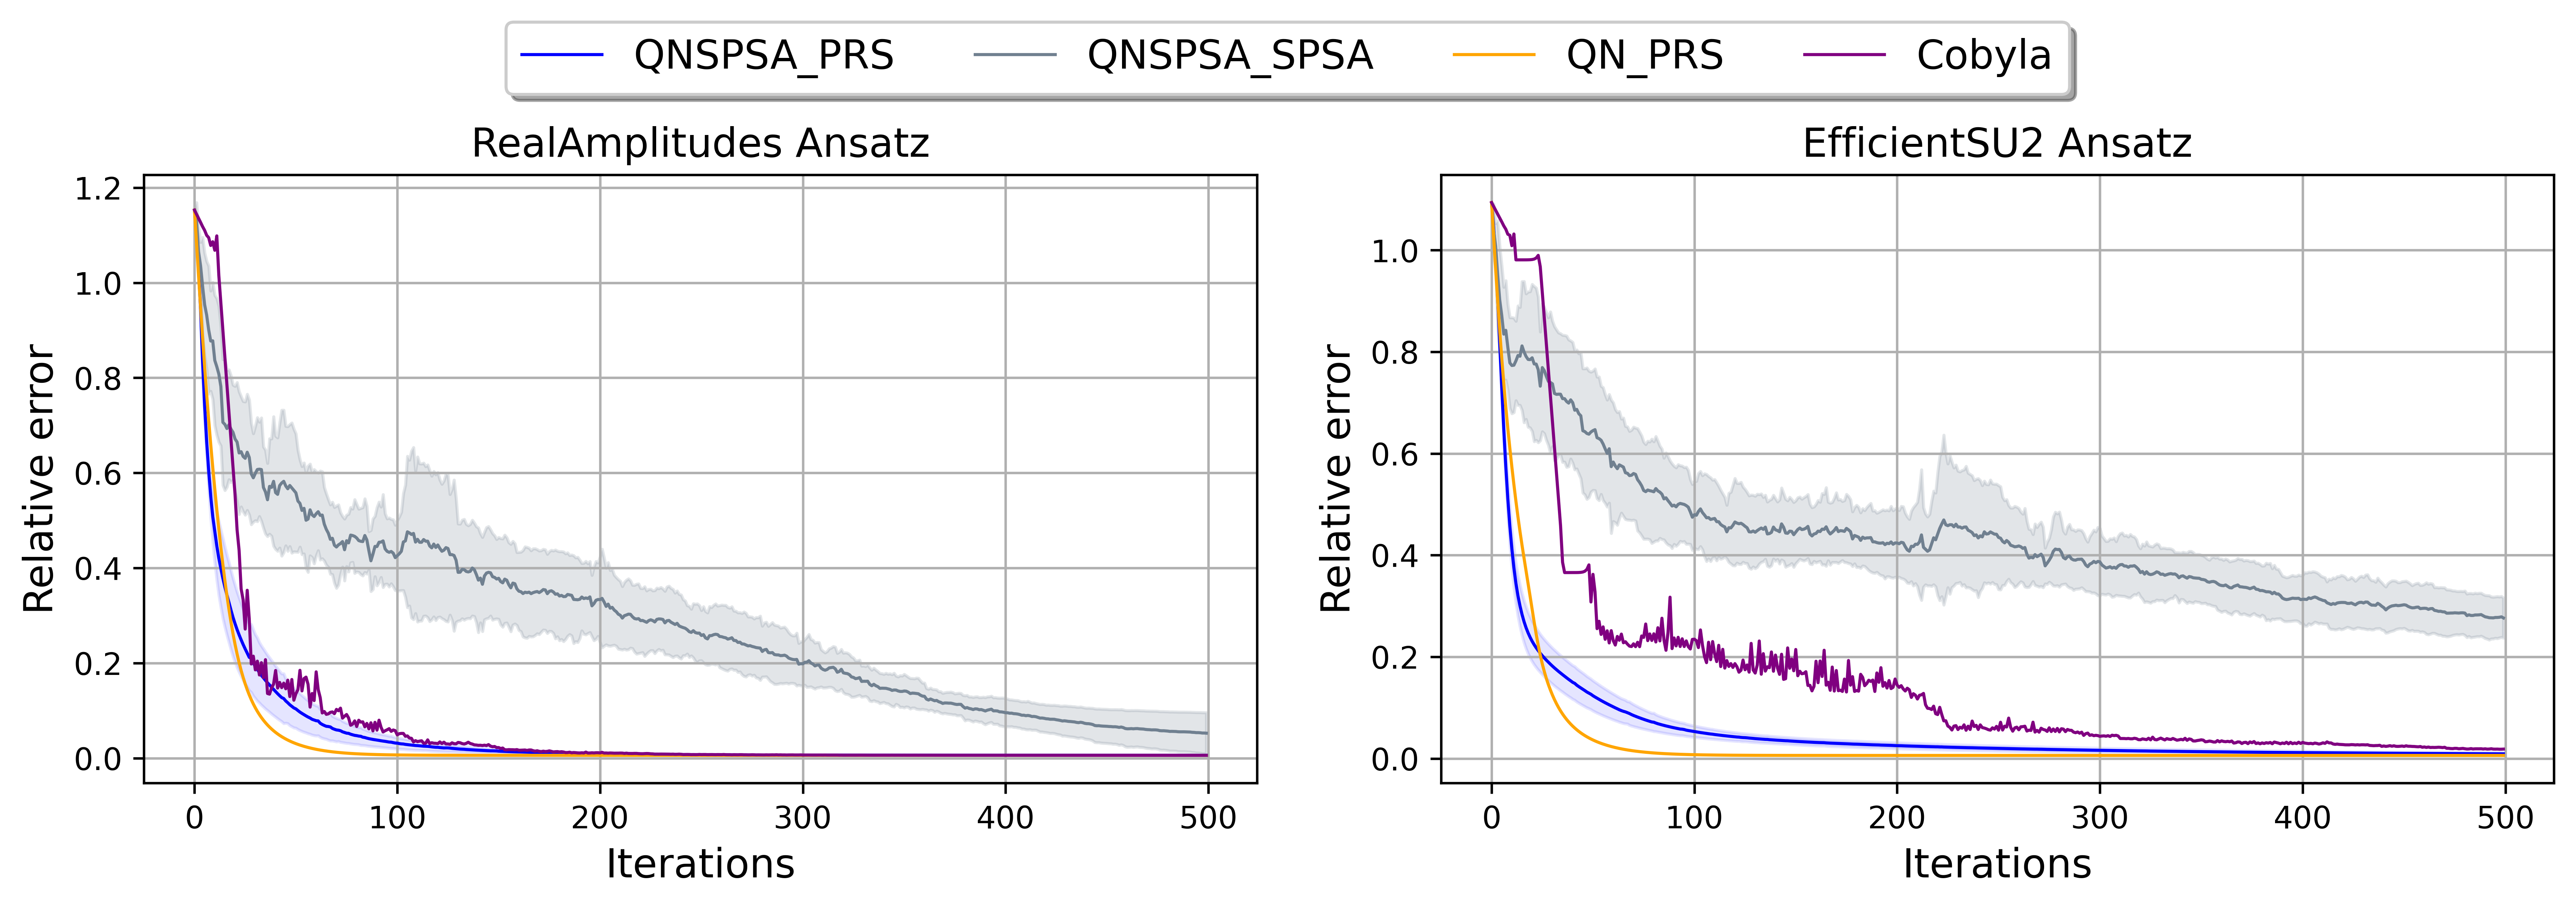 QNSPSA_PRS QNSPSA_SPSA QN_PRS Cobyla
RealAmplitudes Ansatz
Relative error
1.2
1.0
0.8
0.6
0.4
0.2
0.0
0 100 200 300 400 500
Iterations
EfficientSU2 Ansatz
Relative error
1.0
0.8
0.6
0.4
0.2
0.0
0 100 200 300 400 500
Iterations